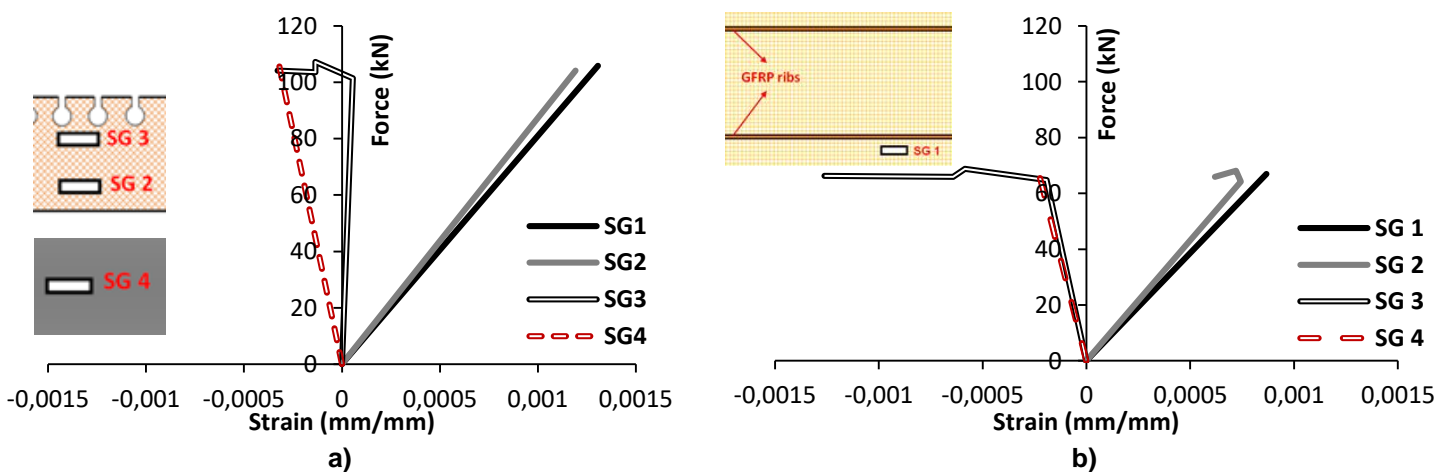 120
100
80
60
40
20
0
Force (kN)
-0,0015 -0,001 -0,0005 0 0,0005 0,001 0,0015
Strain (mm/mm)
SG 3
SG 2
SG 4
SG1
SG2
SG3
SG4
a)
120
100
80
60
40
20
0
Force (kN)
-0,0015 -0,001 -0,0005 0 0,0005 0,001 0,0015
Strain (mm/mm)
GFRP ribs
SG 1
SG 1
SG 2
SG 3
SG 4
b)